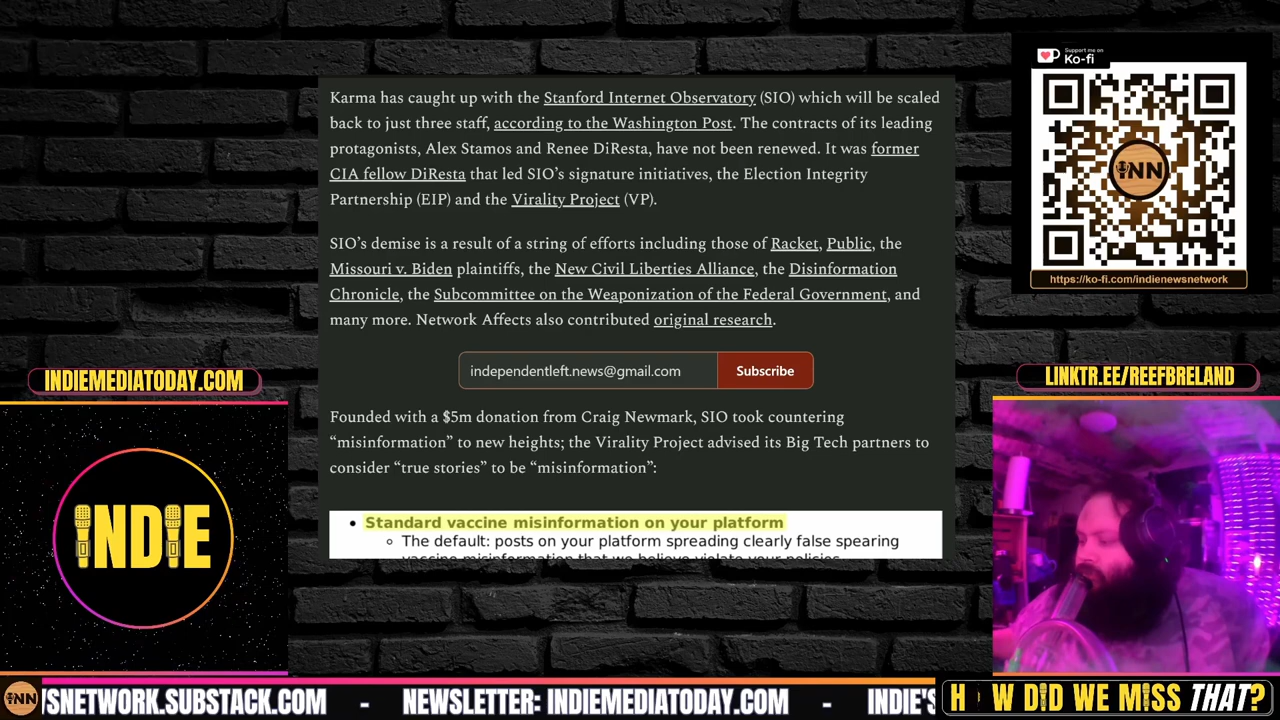 Karma has caught up with the Stanford Internet Observatory (SIO) which will be scaled
back to just three staff, according to the Washington Post. The contracts of its leading
protagonists, Alex Stamos and Renee DiResta, have not been renewed. It was former
CIA fellow DiResta that led SIO’s signature initiatives, the Election Integrity
Partnership (EIP) and the Virality Project (VP).
SIO’s demise is a result of a string of efforts including those of Racket, Public, the
Missouri v. Biden plaintiffs, the New Civil Liberties Alliance, the Disinformation
Chronicle, the Subcommittee on the Weaponization of the Federal Government, and
many more. Network Affects also contributed original research.
independentleft.news@gmail.com
Subscribe
Founded with a $5m donation from Craig Newmark, SIO took countering
“misinformation” to new heights; the Virality Project advised its Big Tech partners to
consider “true stories” to be “misinformation”:
• Standard vaccine misinformation on your platform
◦ The default: posts on your platform spreading clearly false spearing
vaccine misinformation that we believe violate your policies
Support me on
Ko-fi
iNN
https://ko-fi.com/indienewsnetwork
INDIEMEDIATODAY.COM
INDIE
LINKTR.EE/REEFBRELAND
iNN
SNETWORK.SUBSTACK.COM - NEWSLETTER: INDIEMEDIATODAY.COM - INDIE'S
H W DID WE MISS THAT?